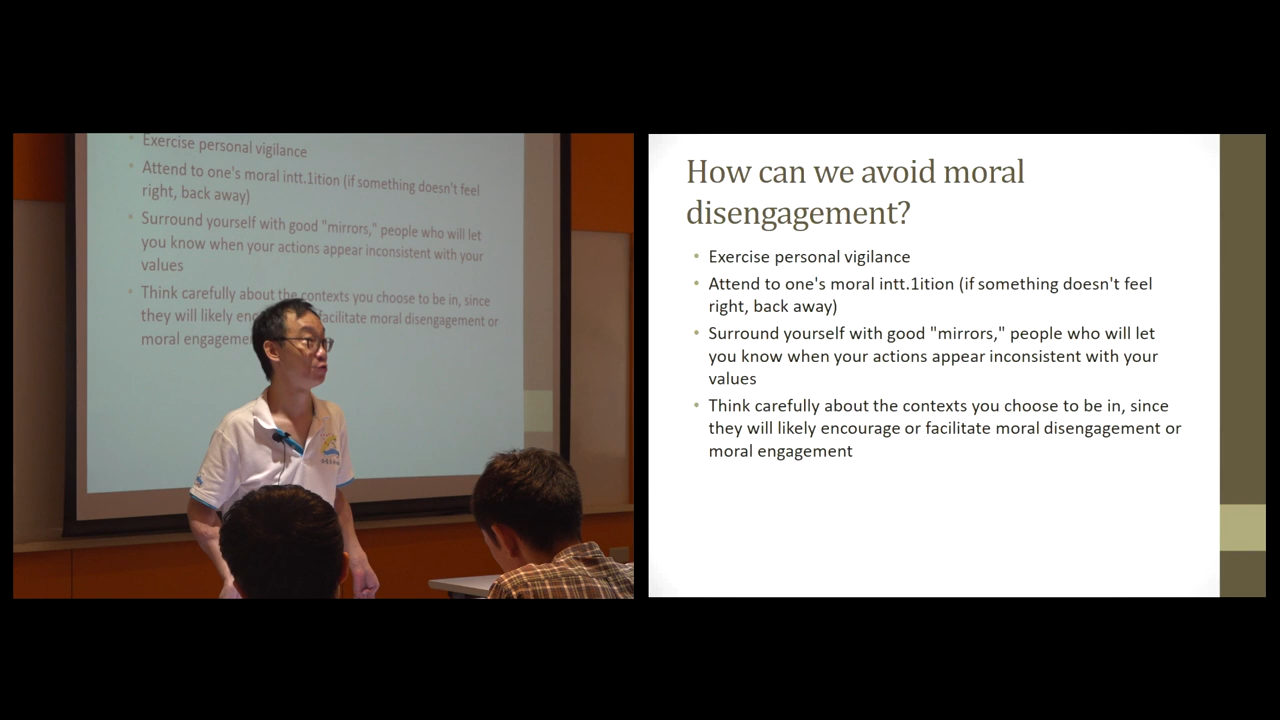 Exercise personal vigilance
Attend to one's moral intt.1ition (if something doesn't feel
right, back away)
Surround yourself with good "mirrors," people who will let
you know when your actions appear inconsistent with your
values
Think carefully about the contexts you choose to be in, since
they will likely enc facilitate moral disengagement or
moral engagemen
How can we avoid moral
disengagement?
Exercise personal vigilance
Attend to one's moral intt.1ition (if something doesn't feel
right, back away)
Surround yourself with good "mirrors," people who will let
you know when your actions appear inconsistent with your
values
Think carefully about the contexts you choose to be in, since
they will likely encourage or facilitate moral disengagement or
moral engagement